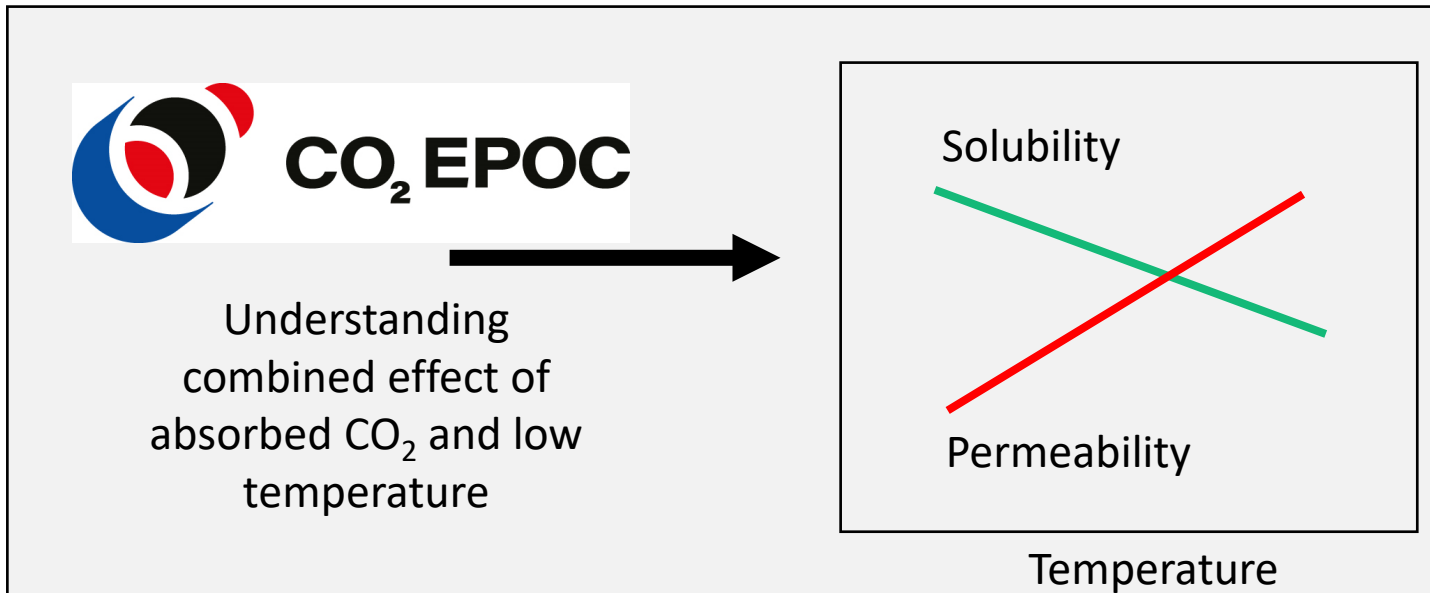 CO₂ EPOC
Understanding
combined effect of
absorbed CO₂ and low
temperature
Solubility
Permeability
Temperature